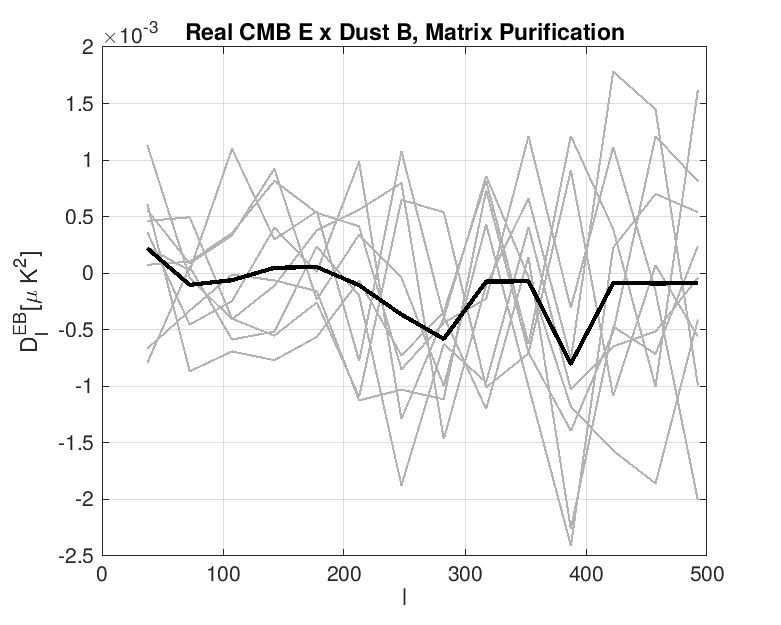 Real CMB E x Dust B, Matrix Purification
×10⁻³
2
1.5
1
0.5
0
-0.5
-1
-1.5
-2
-2.5
D_l^{EB}[μ K²]
0 100 200 300 400 500
l